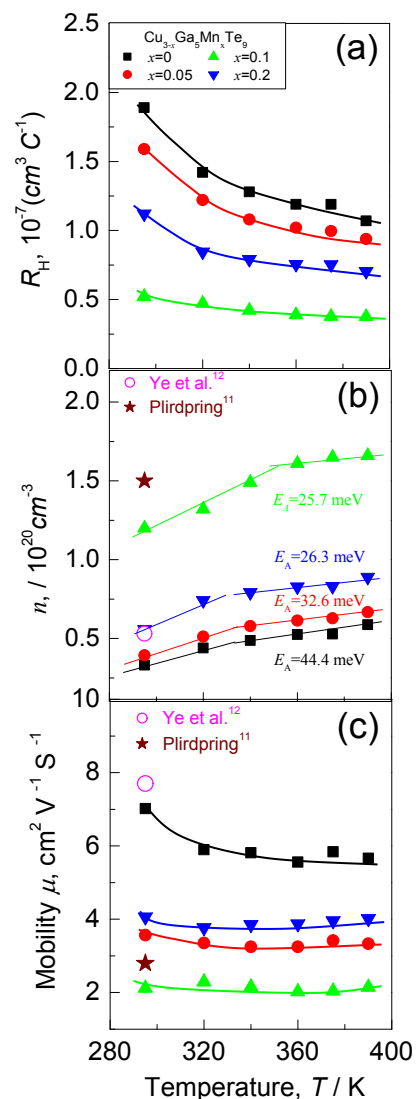 2.5
Cu3-xGa5MnxTe9
x=0 x=0.1
x=0.05 x=0.2
(a)
2.0
1.5
1.0
0.5
0.0
RH, 10-7(cm3 C-1)
Ye et al.12
Plirdpring11
(b)
2.0
1.5
1.0
0.5
n, / 1020cm-3
EA=25.7 meV
EA=26.3 meV
EA=32.6 meV
EA=44.4 meV
10
Ye et al.12
Plirdpring11
(c)
8
6
4
2
Mobility μ, cm2 V-1 S-1
280 320 360 400
Temperature, T / K